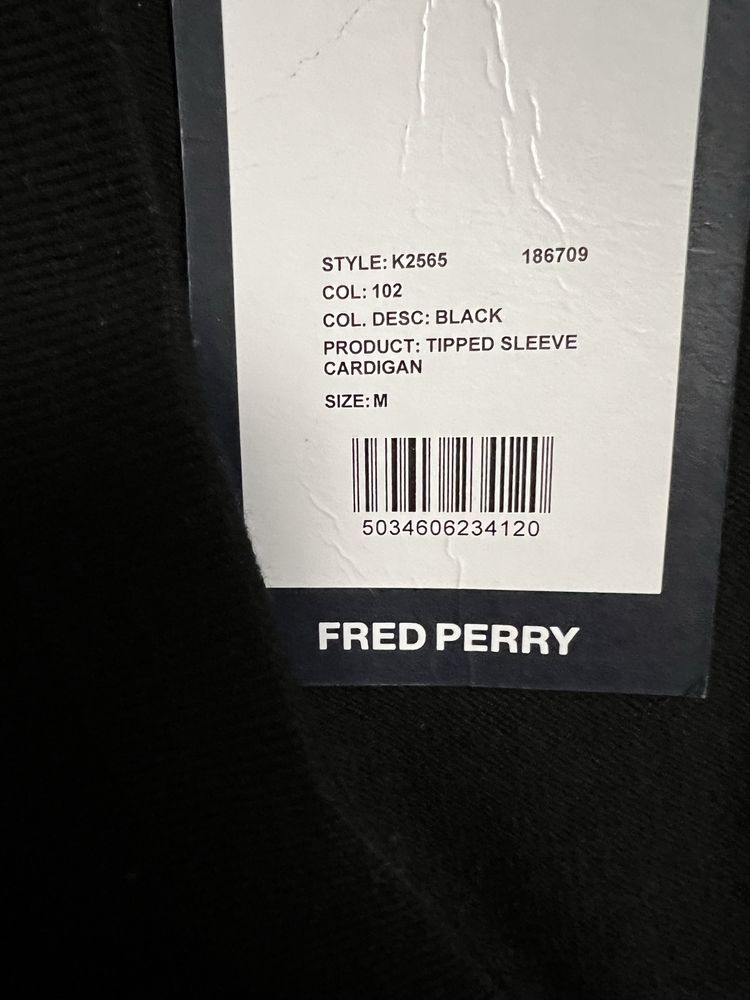 STYLE: K2565 186709
COL: 102
COL. DESC: BLACK
PRODUCT: TIPPED SLEEVE
CARDIGAN
SIZE: M
5034606234120
FRED PERRY